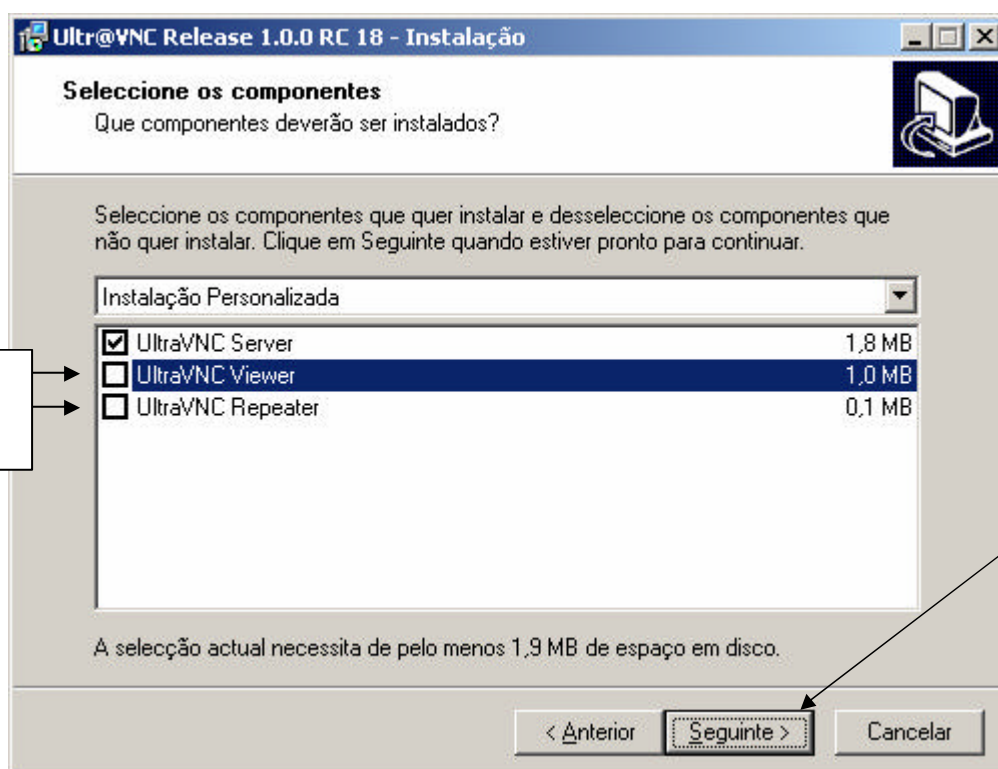 Ultr@VNC Release 1.0.0 RC 18 - Instalação
Seleccione os componentes
Que componentes deverão ser instalados?
Seleccione os componentes que quer instalar e desseleccione os componentes que
não quer instalar. Clique em Seguinte quando estiver pronto para continuar.
Instalação Personalizada
UltraVNC Server 1,8 MB
UltraVNC Viewer 1,0 MB
UltraVNC Repeater 0,1 MB
A selecção actual necessita de pelo menos 1,9 MB de espaço em disco.
< Anterior Seguinte > Cancelar